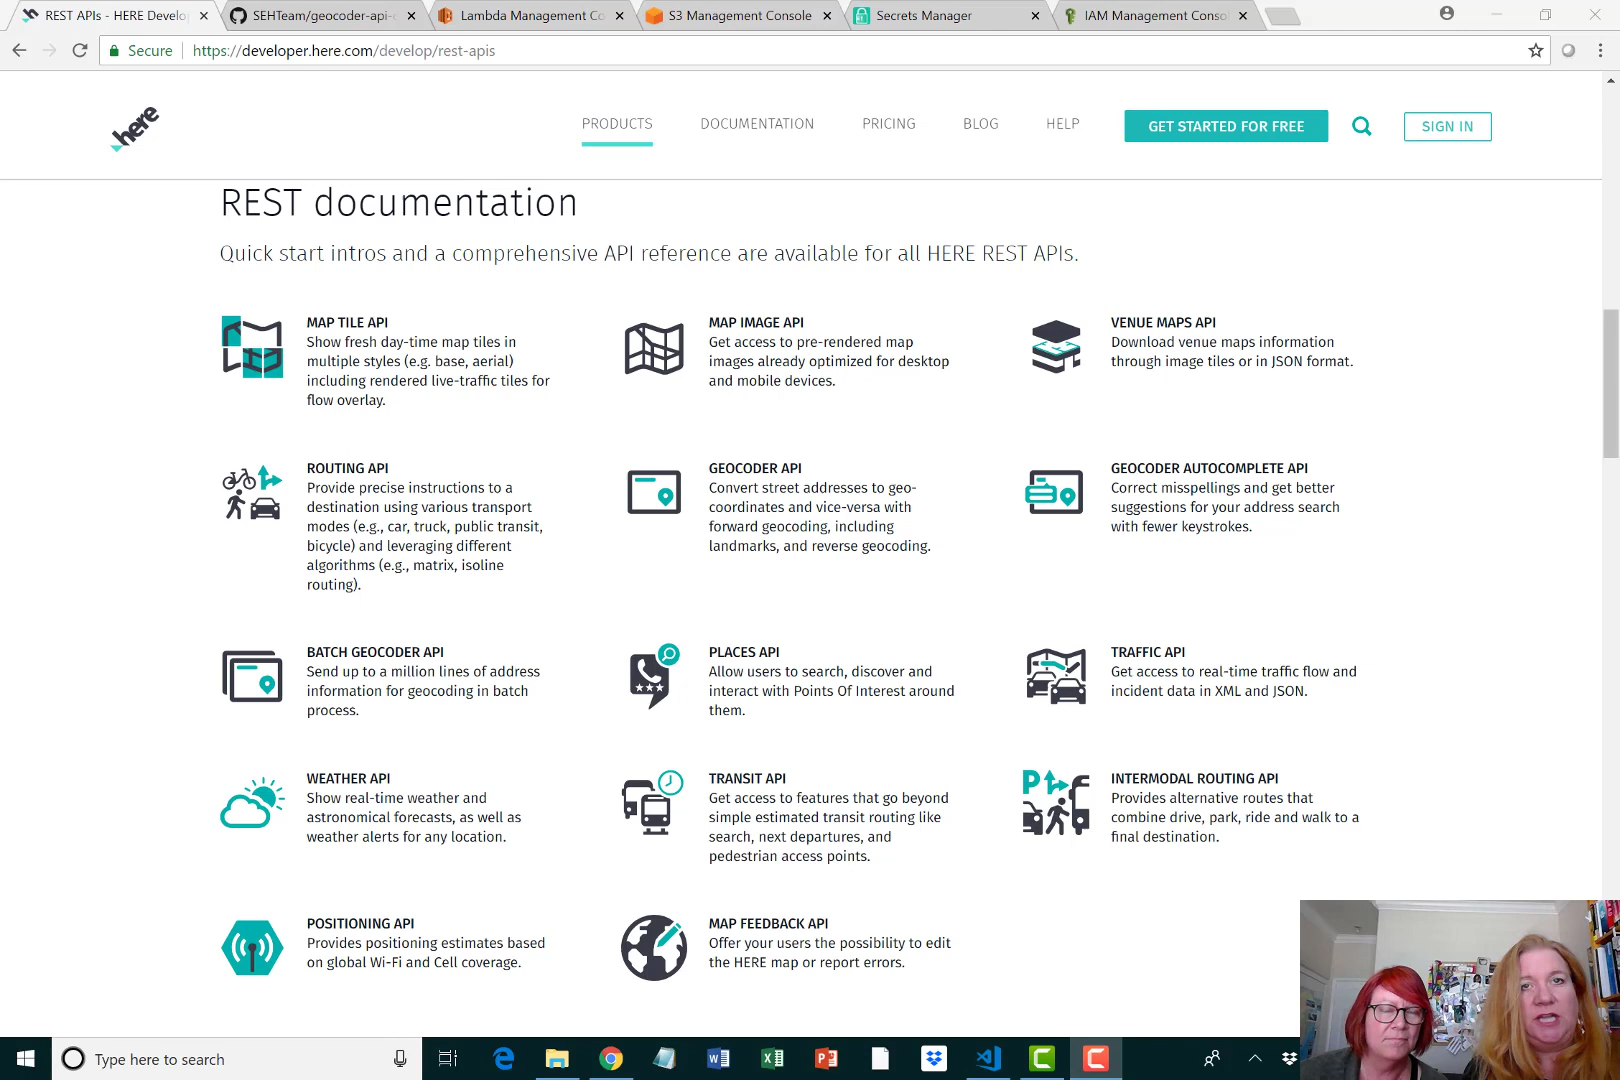 REST APIs - HERE Develo
SEHTeam/geocoder-api-
Lambda Management Co
S3 Management Console
Secrets Manager
IAM Management Conso
Secure
https://developer.here.com/develop/rest-apis
here
PRODUCTS
DOCUMENTATION
PRICING
BLOG
HELP
GET STARTED FOR FREE
SIGN IN
REST documentation
Quick start intros and a comprehensive API reference are available for all HERE REST APIs.
MAP TILE API
Show fresh day-time map tiles in
multiple styles (e.g. base, aerial)
including rendered live-traffic tiles for
flow overlay.
MAP IMAGE API
Get access to pre-rendered map
images already optimized for desktop
and mobile devices.
VENUE MAPS API
Download venue maps information
through image tiles or in JSON format.
ROUTING API
Provide precise instructions to a
destination using various transport
modes (e.g., car, truck, public transit,
bicycle) and leveraging different
algorithms (e.g., matrix, isoline
routing).
GEOCODER API
Convert street addresses to geo-
coordinates and vice-versa with
forward geocoding, including
landmarks, and reverse geocoding.
GEOCODER AUTOCOMPLETE API
Correct misspellings and get better
suggestions for your address search
with fewer keystrokes.
BATCH GEOCODER API
Send up to a million lines of address
information for geocoding in batch
process.
PLACES API
Allow users to search, discover and
interact with Points Of Interest around
them.
TRAFFIC API
Get access to real-time traffic flow and
incident data in XML and JSON.
WEATHER API
Show real-time weather and
astronomical forecasts, as well as
weather alerts for any location.
TRANSIT API
Get access to features that go beyond
simple estimated transit routing like
search, next departures, and
pedestrian access points.
INTERMODAL ROUTING API
Provides alternative routes that
combine drive, park, ride and walk to a
final destination.
POSITIONING API
Provides positioning estimates based
on global Wi-Fi and Cell coverage.
MAP FEEDBACK API
Offer your users the possibility to edit
the HERE map or report errors.
Type here to search